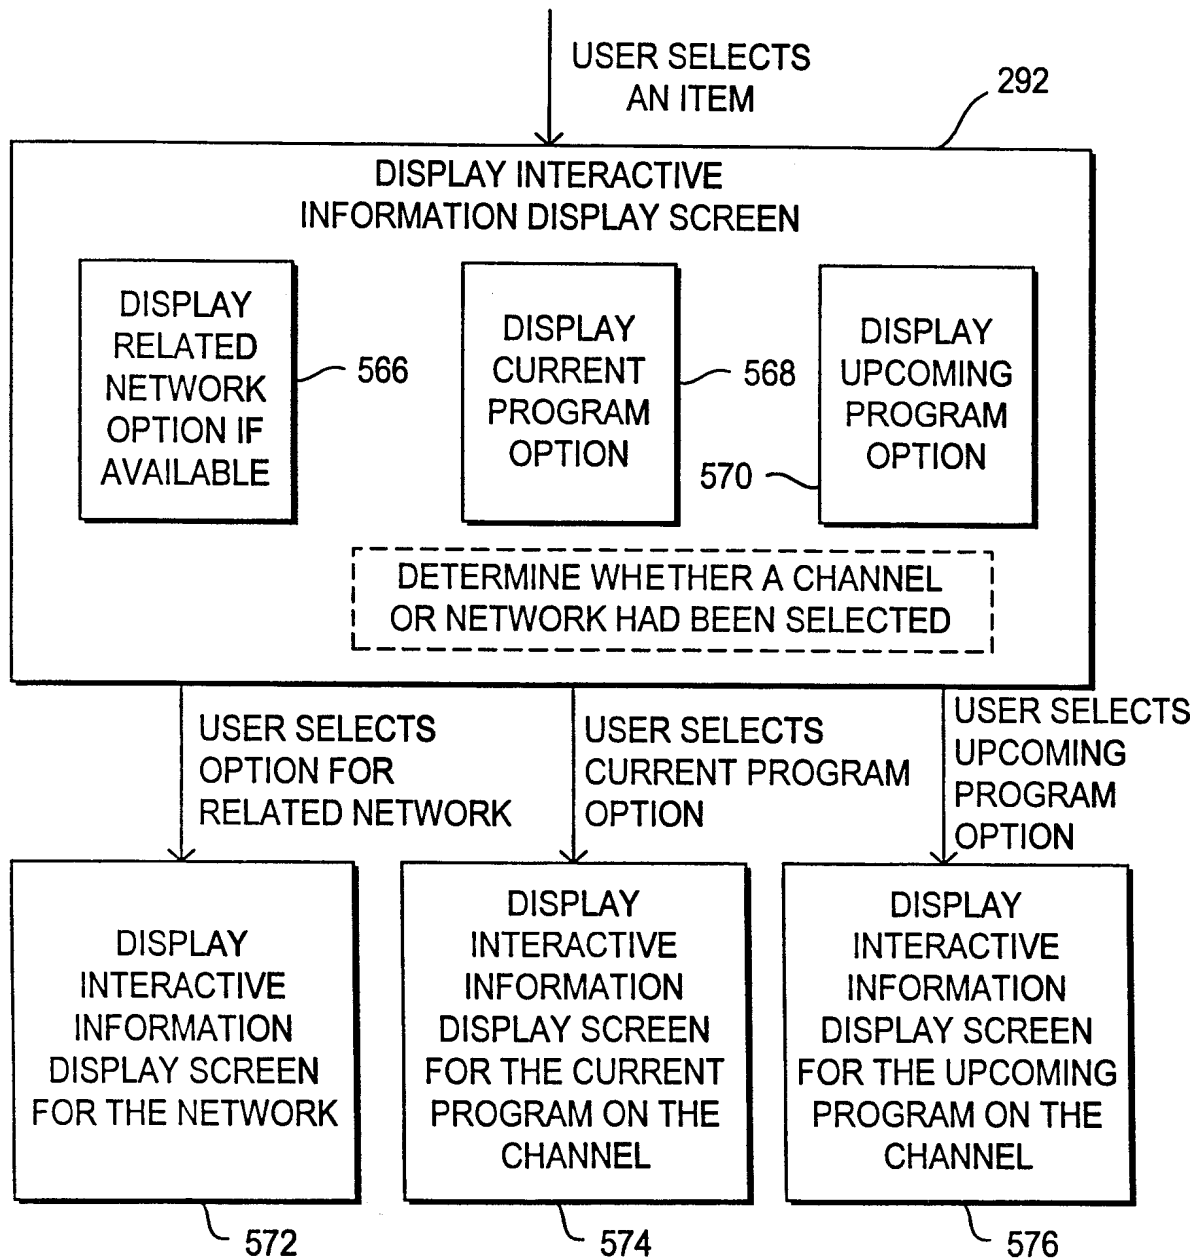 USER SELECTS
AN ITEM
292
DISPLAY INTERACTIVE
INFORMATION DISPLAY SCREEN
DISPLAY
RELATED
NETWORK
OPTION IF
AVAILABLE
566
DISPLAY
CURRENT
PROGRAM
OPTION
568
DISPLAY
UPCOMING
PROGRAM
OPTION
570
DETERMINE WHETHER A CHANNEL
OR NETWORK HAD BEEN SELECTED
USER SELECTS
OPTION FOR
RELATED NETWORK
USER SELECTS
CURRENT PROGRAM
OPTION
USER SELECTS
UPCOMING
PROGRAM
OPTION
DISPLAY
INTERACTIVE
INFORMATION
DISPLAY SCREEN
FOR THE NETWORK
572
DISPLAY
INTERACTIVE
INFORMATION
DISPLAY SCREEN
FOR THE CURRENT
PROGRAM ON THE
CHANNEL
574
DISPLAY
INTERACTIVE
INFORMATION
DISPLAY SCREEN
FOR THE UPCOMING
PROGRAM ON THE
CHANNEL
576